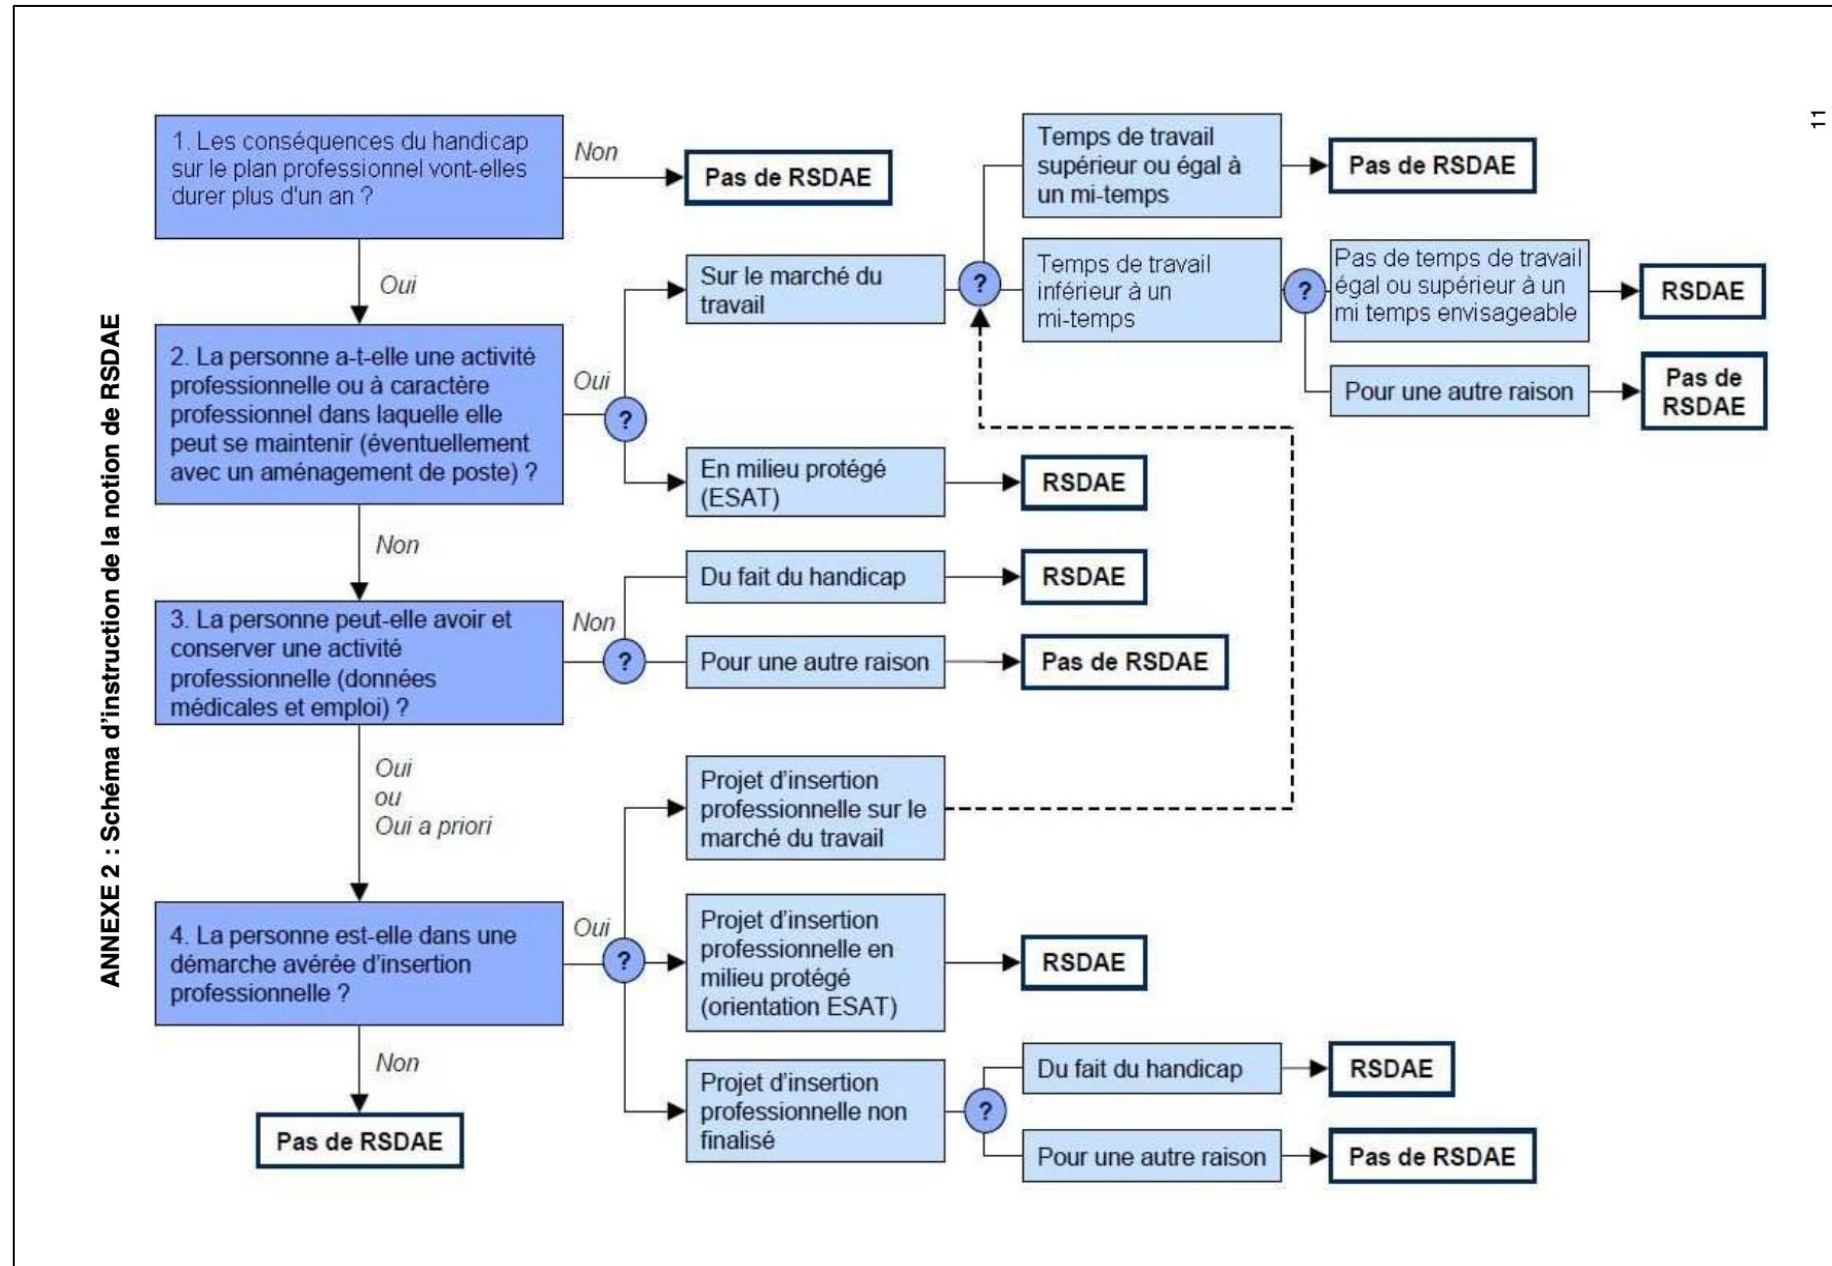 11
ANNEXE 2 : Schéma d'instruction de la notion de RSDAE
1. Les conséquences du handicap
sur le plan professionnel vont-elles
durer plus d'un an ?
Non
Pas de RSDAE
Oui
2. La personne a-t-elle une activité
professionnelle ou à caractère
professionnel dans laquelle elle
peut se maintenir (éventuellement
avec un aménagement de poste) ?
Oui
?
Sur le marché du
travail
?
Temps de travail
supérieur ou égal à
un mi-temps
Pas de RSDAE
Temps de travail
inférieur à un
mi-temps
?
Pas de temps de travail
égal ou supérieur à un
mi temps envisageable
RSDAE
Pour une autre raison
Pas de
RSDAE
En milieu protégé
(ESAT)
RSDAE
Non
3. La personne peut-elle avoir et
conserver une activité
professionnelle (données
médicales et emploi) ?
Non
?
Du fait du handicap
RSDAE
Pour une autre raison
Pas de RSDAE
Oui
ou
Oui a priori
4. La personne est-elle dans une
démarche avérée d'insertion
professionnelle ?
Oui
?
Projet d'insertion
professionnelle sur le
marché du travail
Projet d'insertion
professionnelle en
milieu protégé
(orientation ESAT)
RSDAE
Projet d'insertion
professionnelle non
finalisé
?
Du fait du handicap
RSDAE
Pour une autre raison
Pas de RSDAE
Non
Pas de RSDAE